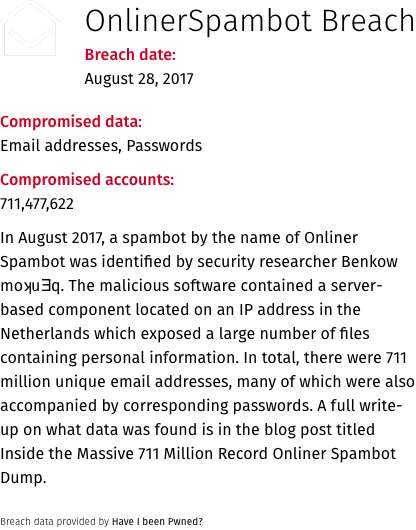 OnlinerSpambot Breach
Breach date:
August 28, 2017
Compromised data:
Email addresses, Passwords
Compromised accounts:
711,477,622
In August 2017, a spambot by the name of Onliner
Spambot was identified by security researcher Benkow
moʞuƎq. The malicious software contained a server-
based component located on an IP address in the
Netherlands which exposed a large number of files
containing personal information. In total, there were 711
million unique email addresses, many of which were also
accompanied by corresponding passwords. A full write-
up on what data was found is in the blog post titled
Inside the Massive 711 Million Record Onliner Spambot
Dump.
Breach data provided by Have I been Pwned?